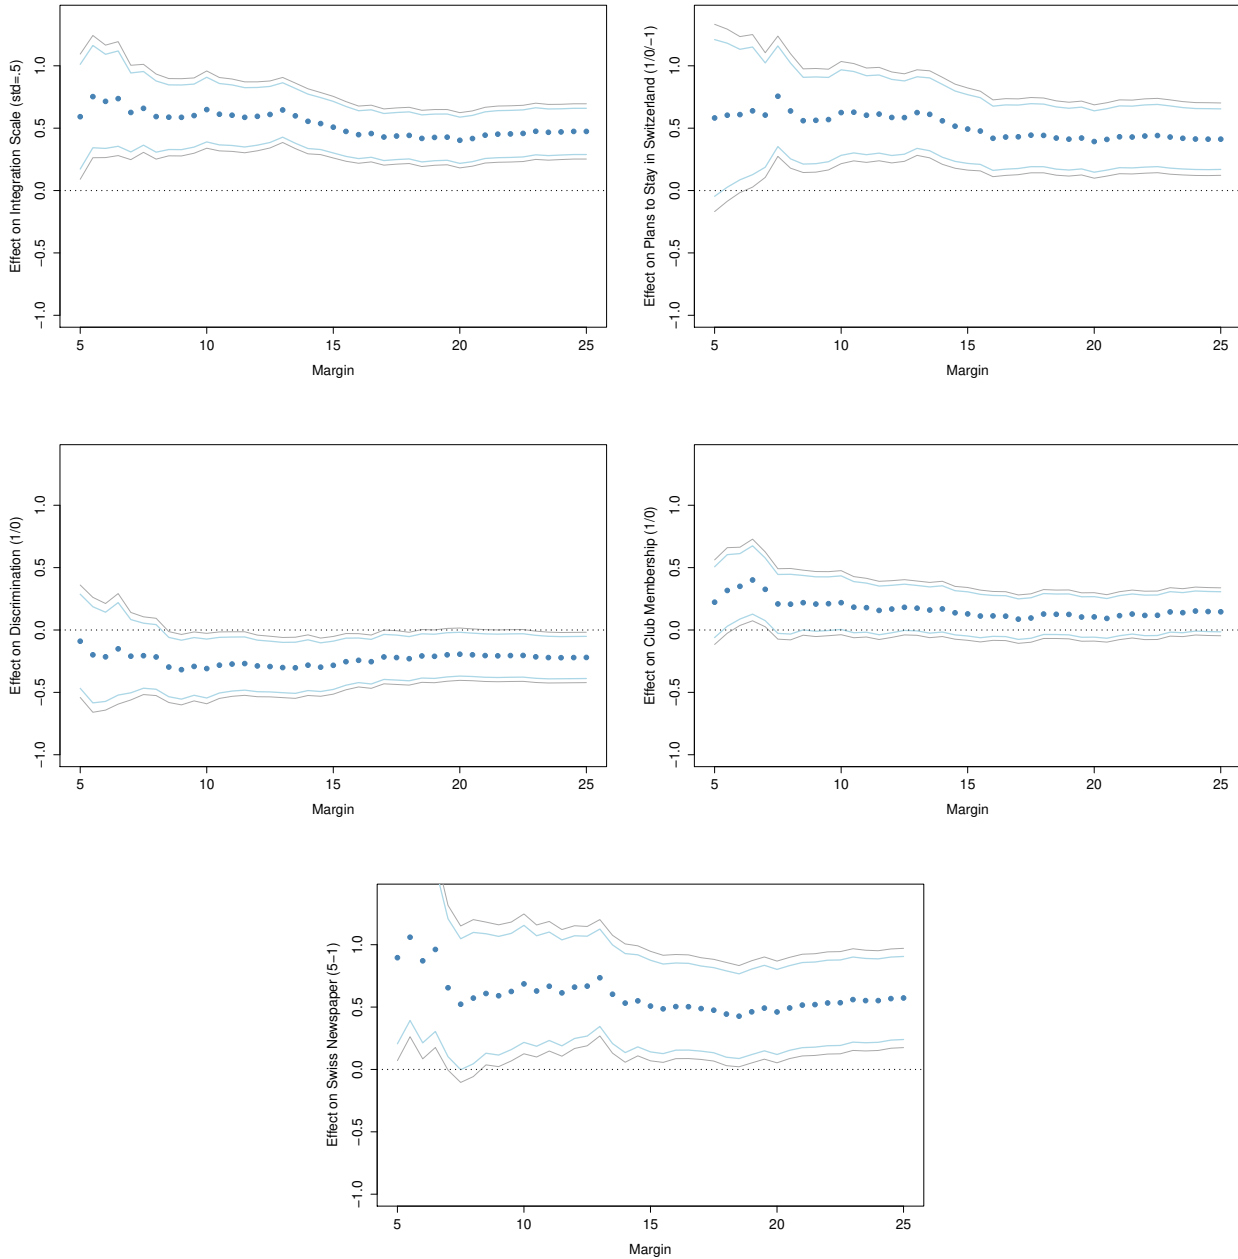 Effect on Integration Scale (std=.5)
1.0
0.5
0.0
−0.5
−1.0
5 10 15 20 25
Margin
Effect on Plans to Stay in Switzerland (1/0/−1)
1.0
0.5
0.0
−0.5
−1.0
5 10 15 20 25
Margin
Effect on Discrimination (1/0)
1.0
0.5
0.0
−0.5
−1.0
5 10 15 20 25
Margin
Effect on Club Membership (1/0)
1.0
0.5
0.0
−0.5
−1.0
5 10 15 20 25
Margin
Effect on Swiss Newspaper (5−1)
1.0
0.5
0.0
−0.5
−1.0
5 10 15 20 25
Margin